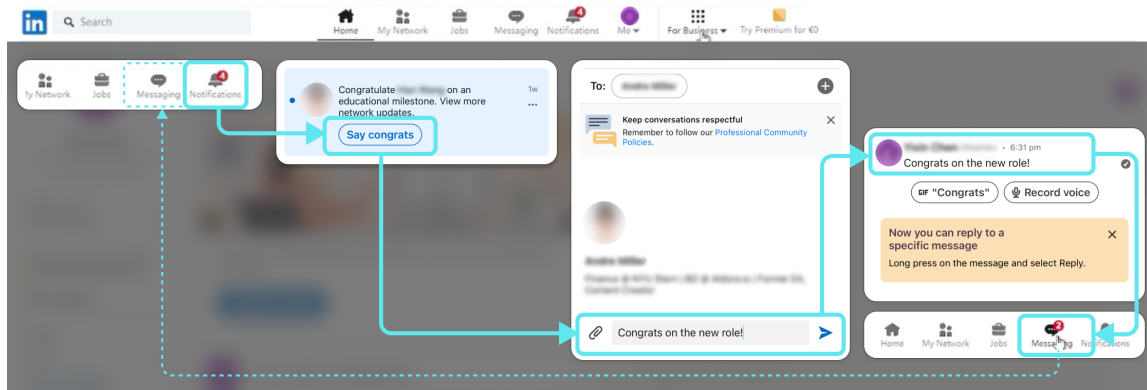 in
Search
Home
My Network
Jobs
Messaging
4
Notifications
Me
For Business
Try Premium for €0
y Network
Jobs
Messaging
4
Notifications
Congratulate
on an
educational milestone. View more
network updates.
1w
Say congrats
To:
Keep conversations respectful
Remember to follow our Professional Community
Policies.
Congrats on the new role!
• 6:31 pm
Congrats on the new role!
GIF "Congrats"
Record voice
Now you can reply to a
specific message
Long press on the message and select Reply.
Home
My Network
Jobs
2
Messaging
Notifications